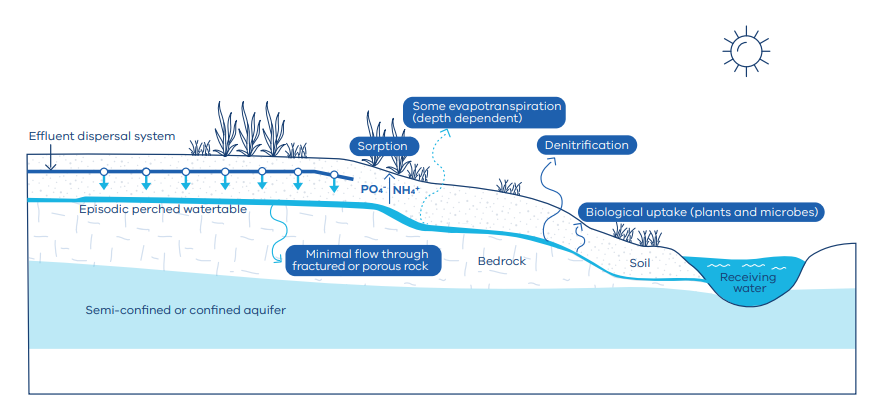 Some evapotranspiration
(depth dependent)
Effluent dispersal system
Sorption
Denitrification
PO₄⁻
NH₄⁺
Episodic perched watertable
Biological uptake (plants and microbes)
Minimal flow through
fractured or porous rock
Bedrock
Soil
Receiving
water
Semi-confined or confined aquifer